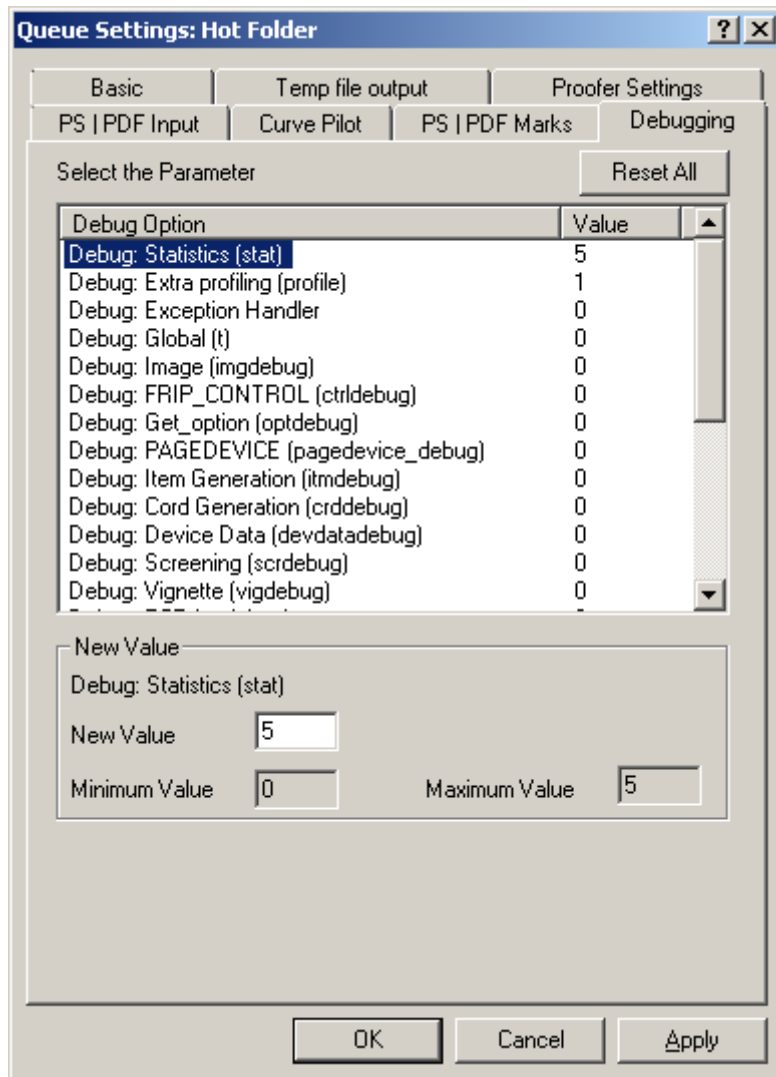 Queue Settings: Hot Folder
Basic Temp file output Proofer Settings
PS | PDF Input Curve Pilot PS | PDF Marks Debugging
Select the Parameter Reset All
Debug Option Value
Debug: Statistics (stat) 5
Debug: Extra profiling (profile) 1
Debug: Exception Handler 0
Debug: Global (t) 0
Debug: Image (imgdebug) 0
Debug: FRIP_CONTROL (ctrldebug) 0
Debug: Get_option (optdebug) 0
Debug: PAGEDEVICE (pagedevice_debug) 0
Debug: Item Generation (itmdebug) 0
Debug: Cord Generation (crddebug) 0
Debug: Device Data (devdatadebug) 0
Debug: Screening (scrdebug) 0
Debug: Vignette (vigdebug) 0
New Value
Debug: Statistics (stat)
New Value 5
Minimum Value 0 Maximum Value 5
OK Cancel Apply